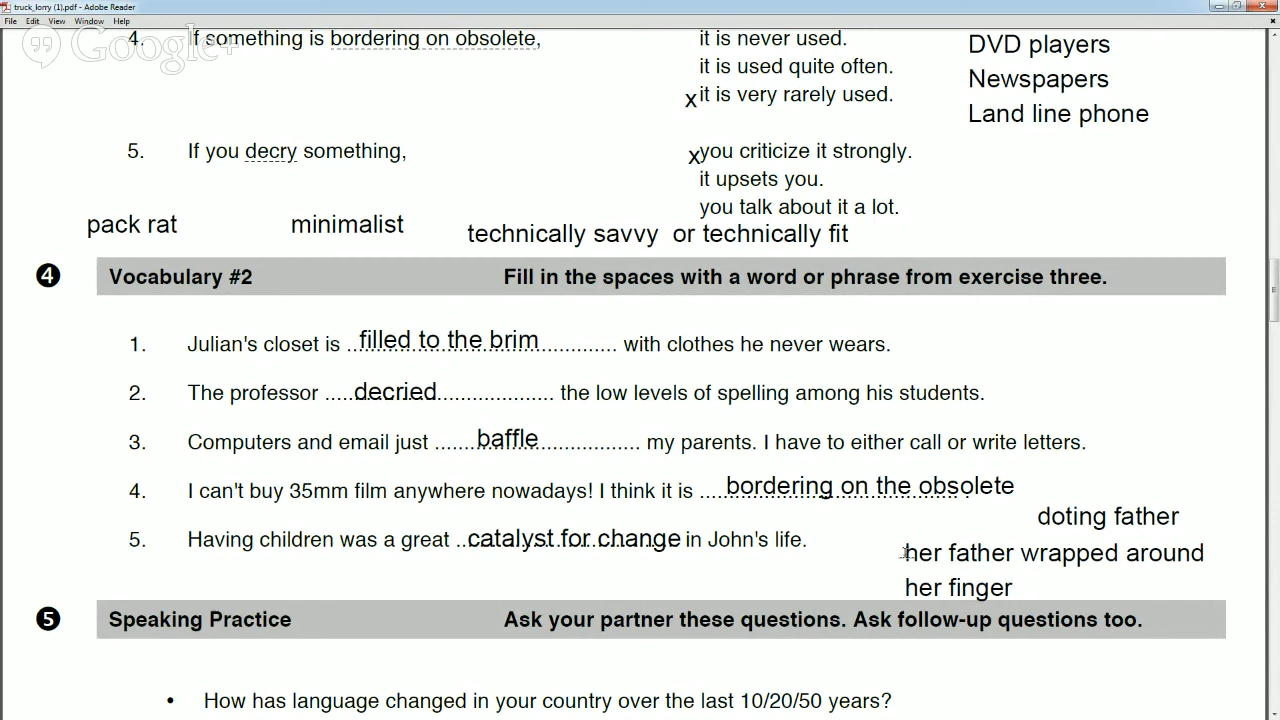 truck_lorry (1).pdf - Adobe Reader
File Edit View Window Help
Google+
4. If something is bordering on obsolete, it is never used.
it is used quite often.
x it is very rarely used.
DVD players
Newspapers
Land line phone
5. If you decry something, x you criticize it strongly.
it upsets you.
you talk about it a lot.
pack rat minimalist technically savvy or technically fit
4 Vocabulary #2 Fill in the spaces with a word or phrase from exercise three.
1. Julian's closet is filled to the brim with clothes he never wears.
2. The professor decried the low levels of spelling among his students.
3. Computers and email just baffle my parents. I have to either call or write letters.
4. I can't buy 35mm film anywhere nowadays! I think it is bordering on the obsolete .
doting father
5. Having children was a great catalyst for change in John's life.
her father wrapped around
her finger
5 Speaking Practice Ask your partner these questions. Ask follow-up questions too.
• How has language changed in your country over the last 10/20/50 years?